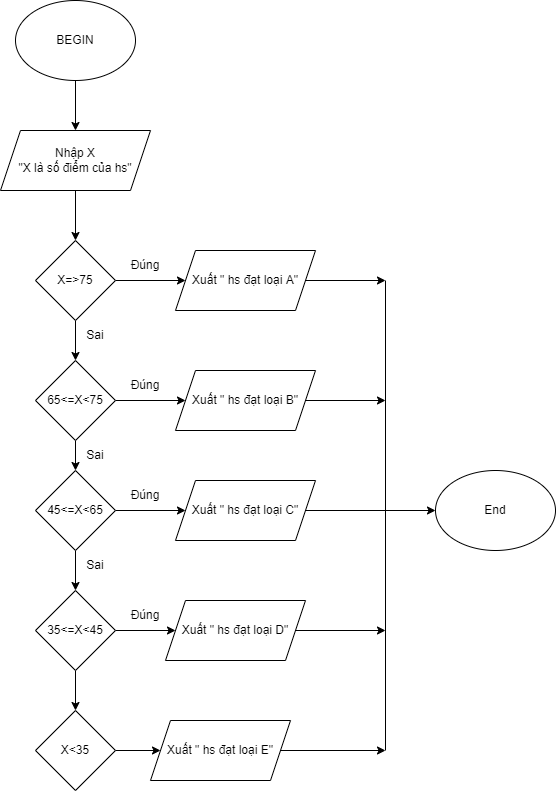 BEGIN
Nhập X
"X là số điểm của hs"
X=>75
Đúng
Xuất " hs đạt loại A"
Sai
65<=X<75
Đúng
Xuất " hs đạt loại B"
Sai
45<=X<65
Đúng
Xuất " hs đạt loại C"
End
Sai
35<=X<45
Đúng
Xuất " hs đạt loại D"
X<35
Xuất " hs đạt loại E"